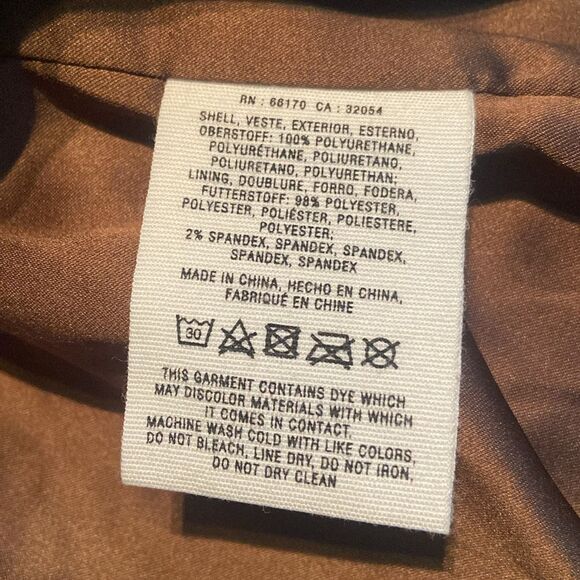 RN : 66170 CA : 32054
SHELL, VESTE, EXTERIOR, ESTERNO,
OBERSTOFF: 100% POLYURETHANE,
POLYURÉTHANE, POLIURETANO,
POLIURETANO, POLYURETHAN;
LINING, DOUBLURE, FORRO, FODERA,
FUTTERSTOFF: 98% POLYESTER,
POLYESTER, POLIÉSTER, POLIESTERE,
POLYESTER;
2% SPANDEX, SPANDEX, SPANDEX,
SPANDEX, SPANDEX
MADE IN CHINA, HECHO EN CHINA,
FABRIQUÉ EN CHINE
30
THIS GARMENT CONTAINS DYE WHICH
MAY DISCOLOR MATERIALS WITH WHICH
IT COMES IN CONTACT.
MACHINE WASH COLD WITH LIKE COLORS,
DO NOT BLEACH, LINE DRY, DO NOT IRON,
DO NOT DRY CLEAN